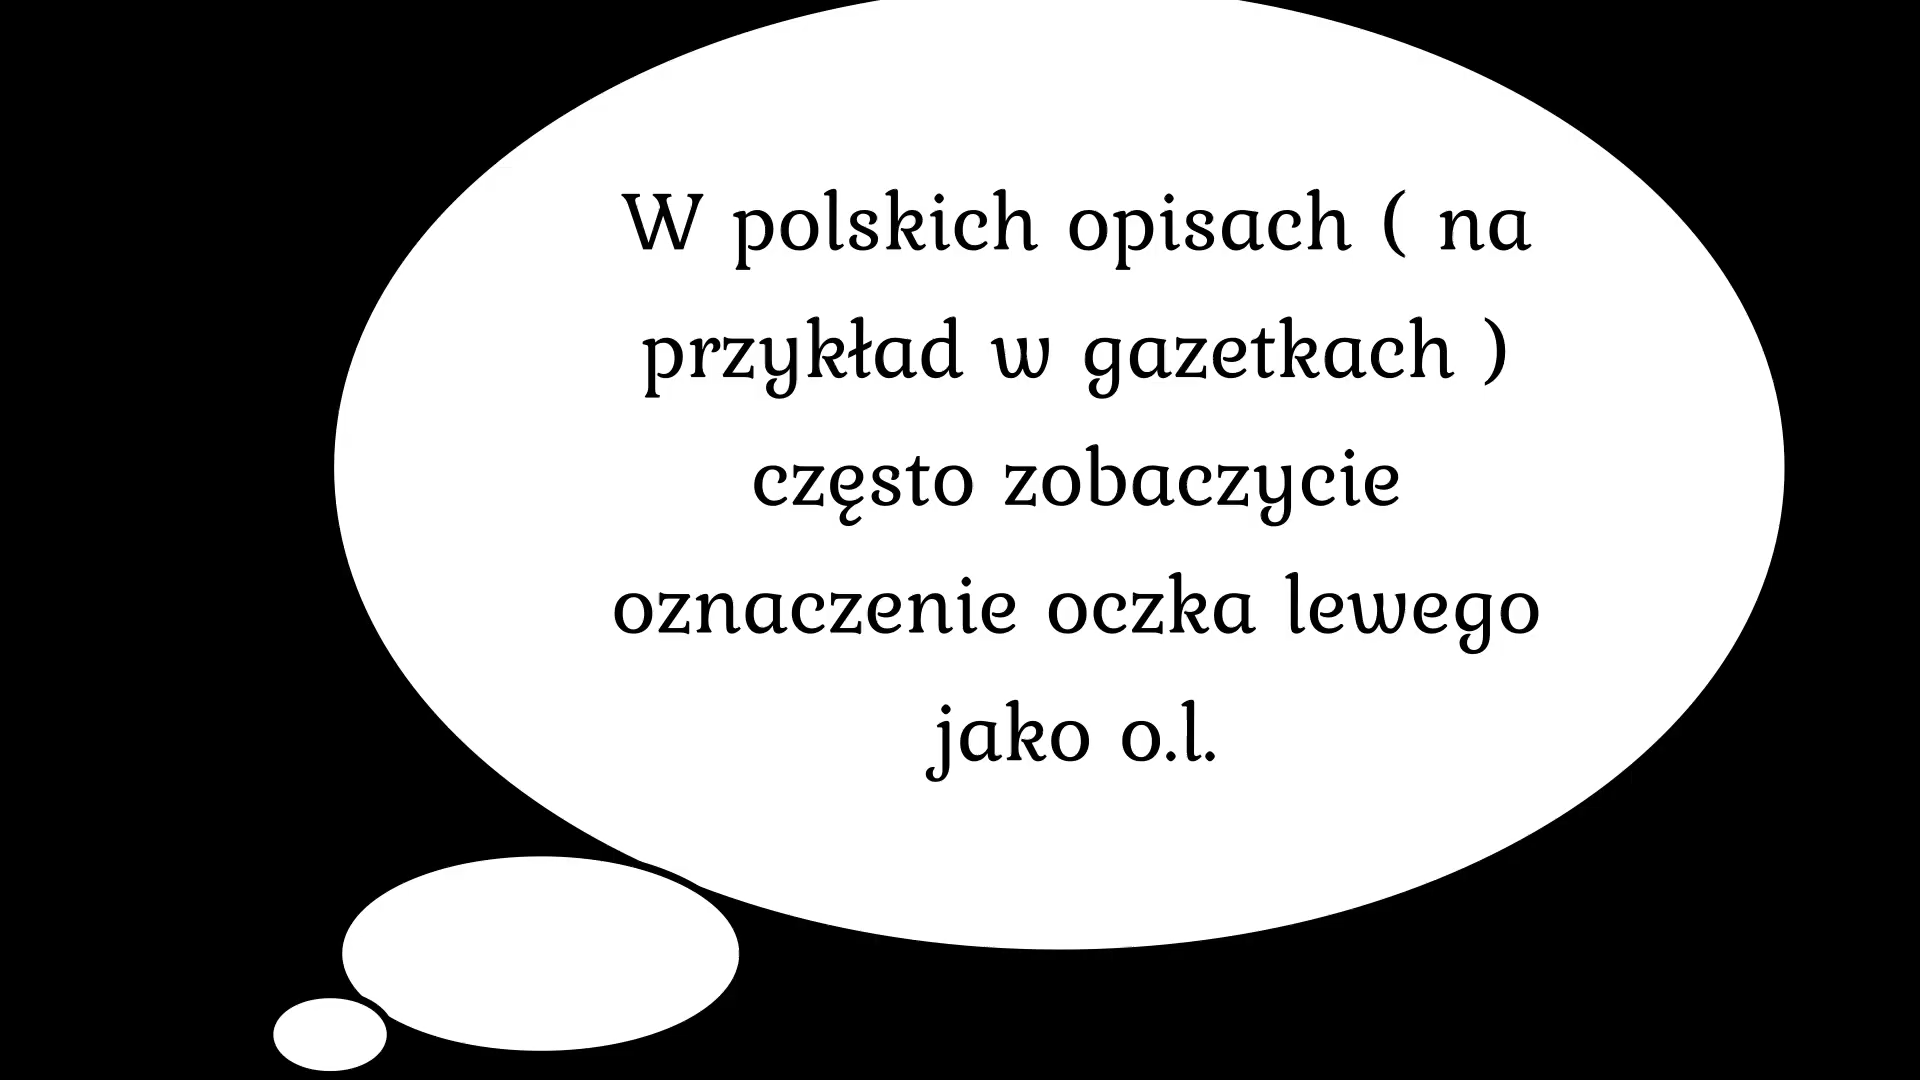 W polskich opisach ( na
przykład w gazetkach )
często zobaczycie
oznaczenie oczka lewego
jako o.l.